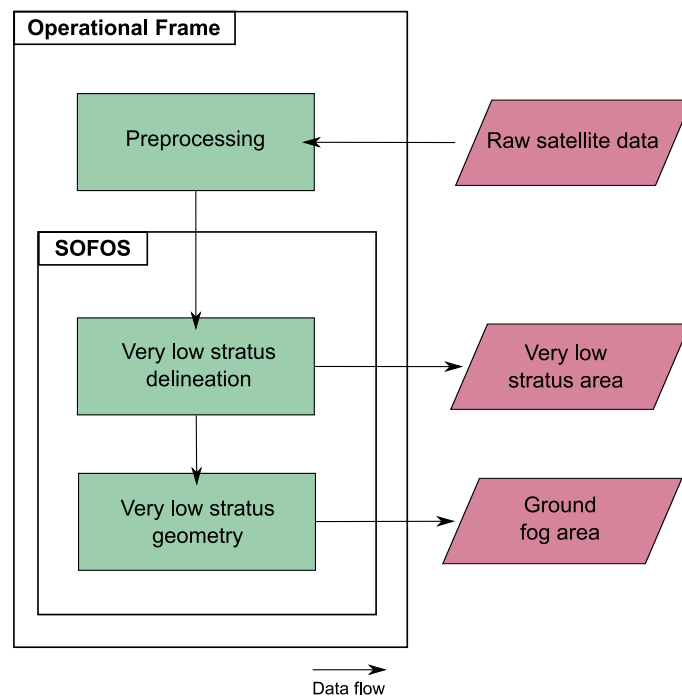 Operational Frame
Preprocessing
Raw satellite data
SOFOS
Very low stratus
delineation
Very low
stratus area
Very low stratus
geometry
Ground
fog area
Data flow